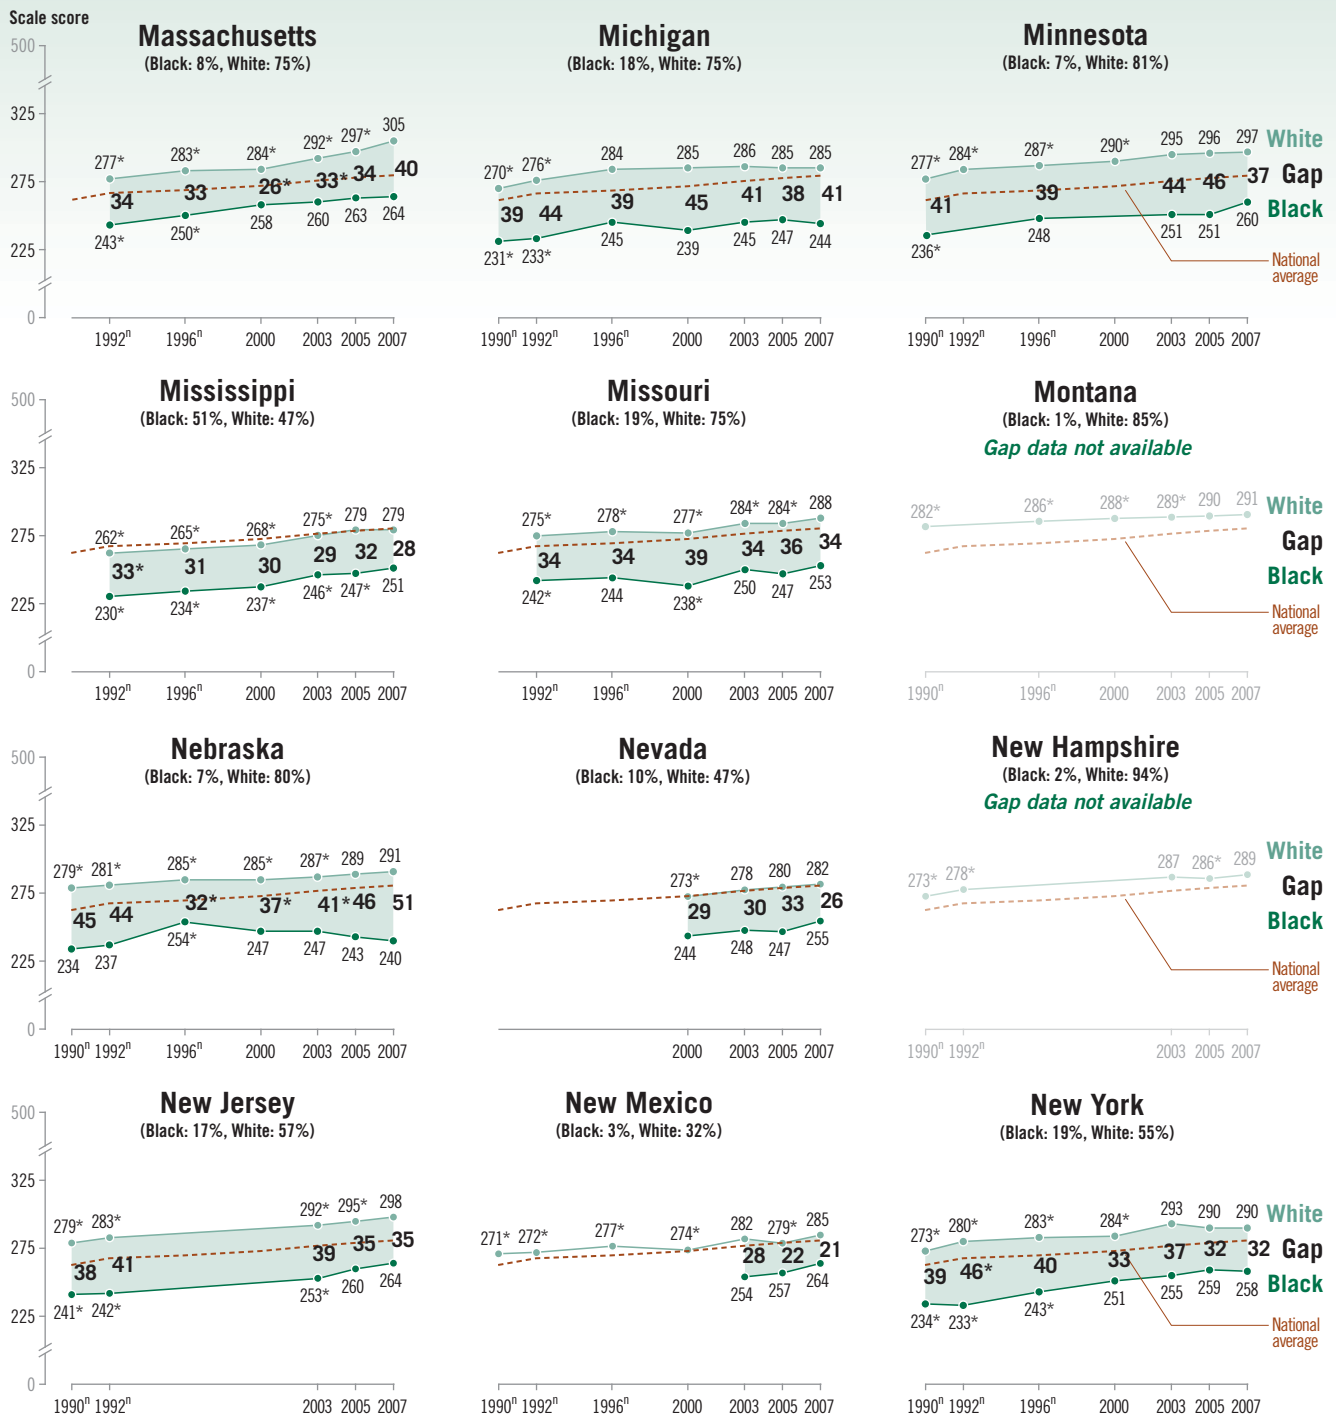 Scale score
Massachusetts
(Black: 8%, White: 75%)
500
325
275
225
0
277* 283* 284* 292* 297* 305
34 33 26* 33* 34 40
243* 250* 258 260 263 264
1992n 1996n 2000 2003 2005 2007
Michigan
(Black: 18%, White: 75%)
270* 276* 284 285 286 285 285
39 44 39 45 41 38 41
231* 233* 245 239 245 247 244
1990n 1992n 1996n 2000 2003 2005 2007
Minnesota
(Black: 7%, White: 81%)
277* 284* 287* 290* 295 296 297
41 39 44 46 37
236* 248 251 251 260
White
Gap
Black
National
average
1990n 1992n 1996n 2000 2003 2005 2007
Mississippi
(Black: 51%, White: 47%)
500
325
275
225
0
262* 265* 268* 275* 279 279
33* 31 30 29 32 28
230* 234* 237* 246* 247* 251
1992n 1996n 2000 2003 2005 2007
Missouri
(Black: 19%, White: 75%)
275* 278* 277* 284* 284* 288
34 34 39 34 36 34
242* 244 238* 250 247 253
1992n 1996n 2000 2003 2005 2007
Montana
(Black: 1%, White: 85%)
Gap data not available
282* 286* 288* 289* 290 291
White
Gap
Black
National
average
1990n 1996n 2000 2003 2005 2007
Nebraska
(Black: 7%, White: 80%)
500
325
275
225
0
279* 281* 285* 285* 287* 289 291
45 44 32* 37* 41* 46 51
234 237 254* 247 247 243 240
1990n 1992n 1996n 2000 2003 2005 2007
Nevada
(Black: 10%, White: 47%)
273* 278 280 282
29 30 33 26
244 248 247 255
2000 2003 2005 2007
New Hampshire
(Black: 2%, White: 94%)
Gap data not available
273* 278* 287 286* 289
White
Gap
Black
National
average
1990n 1992n 2003 2005 2007
New Jersey
(Black: 17%, White: 57%)
500
325
275
225
0
279* 283* 292* 295* 298
38 41 39 35 35
241* 242* 253* 260 264
1990n 1992n 2003 2005 2007
New Mexico
(Black: 3%, White: 32%)
271* 272* 277* 274* 282 279* 285
28 22 21
254 257 264
1990n 1992n 1996n 2000 2003 2005 2007
New York
(Black: 19%, White: 55%)
273* 280* 283* 284* 293 290 290
39 46* 40 33 37 32 32
234* 233* 243* 251 255 259 258
White
Gap
Black
National
average
1990n 1992n 1996n 2000 2003 2005 2007